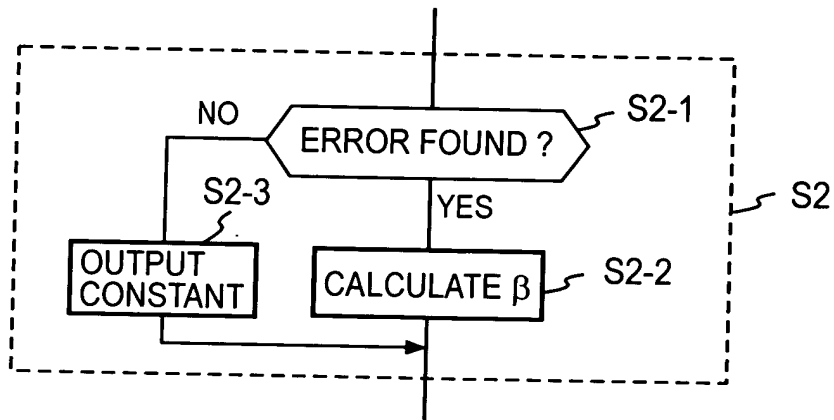 NO
ERROR FOUND ?
S2-1
S2-3
YES
S2
OUTPUT
CONSTANT
CALCULATE β
S2-2